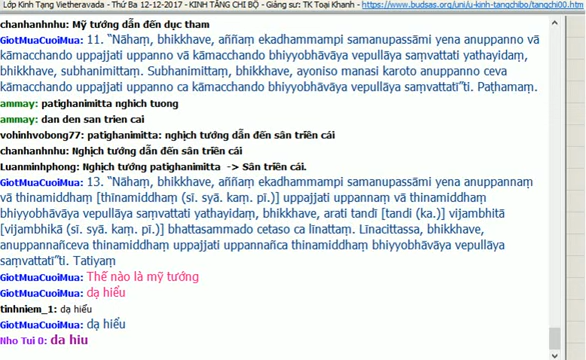 Lớp Kinh Tạng Vietheravada - Thứ Ba 12-12-2017 - KINH TĂNG CHI BỘ - Giảng sư: TK Toại Khanh - https://www.budsas.org/uni/u-kinh-tangchibo/tangchi00.htm
chanhanhnhu: Mỹ tướng dẫn đến dục tham
GiotMuaCuoiMua: 11. “Nāhaṃ, bhikkhave, aññaṃ ekadhammampi samanupassāmi yena anuppanno vā
kāmacchando uppajjati uppanno vā kāmacchando bhiyyobhāvāya vepullāya saṃvattati yathayidaṃ,
bhikkhave, subhanimittaṃ. Subhanimittaṃ, bhikkhave, ayoniso manasi karoto anuppanno ceva
kāmacchando uppajjati uppanno ca kāmacchando bhiyyobhāvāya vepullāya saṃvattatī”ti. Paṭhamaṃ.
ammay: patighanimitta nghich tuong
ammay: dan den san trien cai
vohinhvobong77: patighanimitta: nghịch tướng dẫn đến sân triền cái
chanhanhnhu: Nghịch tướng dẫn đến sân triền cái
Luanminhphong: Nghịch tướng patighanimitta -> Sân triền cái.
GiotMuaCuoiMua: 13. “Nāhaṃ, bhikkhave, aññaṃ ekadhammampi samanupassāmi yena anuppannaṃ
vā thinamiddhaṃ [thīnamiddhaṃ (sī. syā. kaṃ. pī.)] uppajjati uppannaṃ vā thinamiddhaṃ
bhiyyobhāvāya vepullāya saṃvattati yathayidaṃ, bhikkhave, arati tandī [tandi (ka.)] vijambhitā
[vijambhikā (sī. syā. kaṃ. pī.)] bhattasammado cetaso ca līnattaṃ. Līnacittassa, bhikkhave,
anuppannañceva thinamiddhaṃ uppajjati uppannañca thinamiddhaṃ bhiyyobhāvāya vepullāya
saṃvattatī”ti. Tatiyaṃ
GiotMuaCuoiMua: Thế nào là mỹ tướng
GiotMuaCuoiMua: dạ hiểu
tinhniem_1: dạ hiểu
GiotMuaCuoiMua: dạ hiểu
Nho Tui 0: da hiu